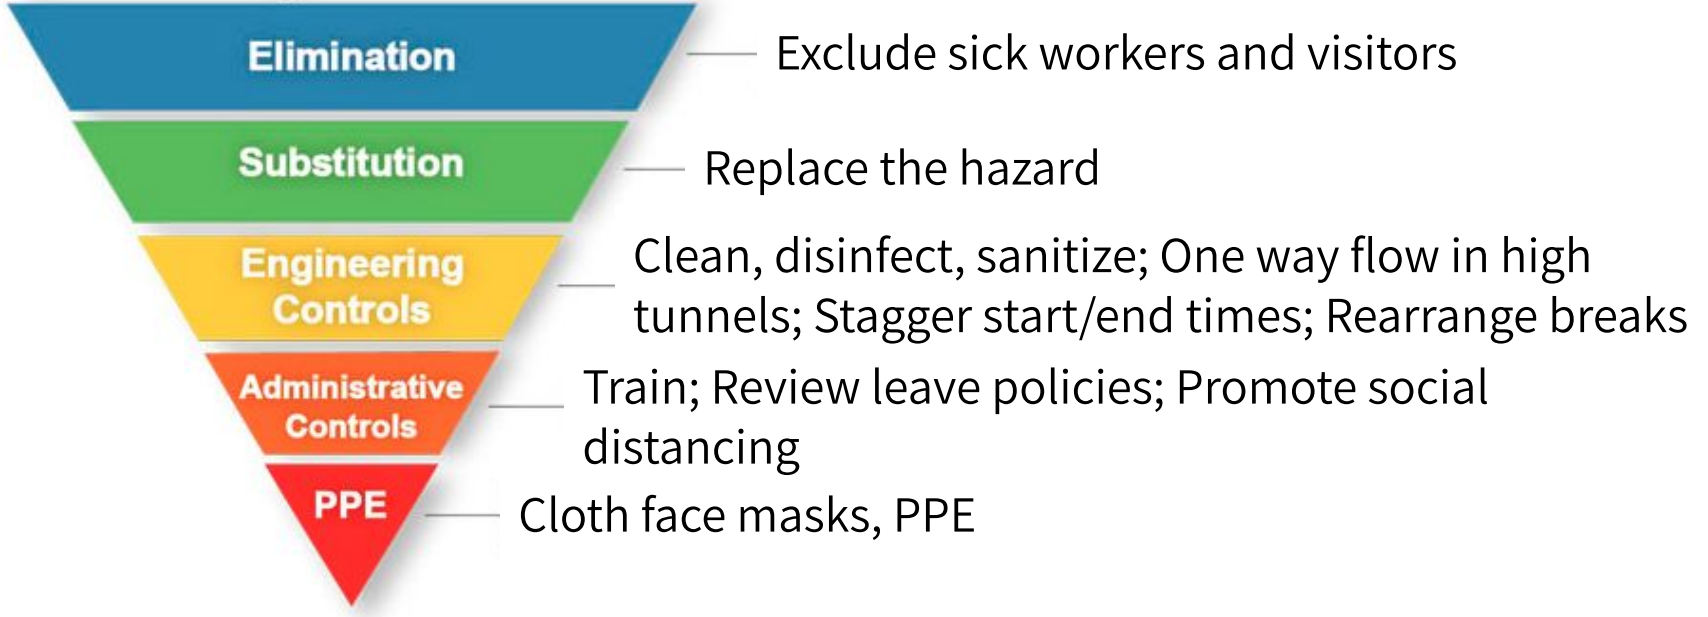 Elimination
Exclude sick workers and visitors
Substitution
Replace the hazard
Engineering
Controls
Clean, disinfect, sanitize; One way flow in high
tunnels; Stagger start/end times; Rearrange breaks
Administrative
Controls
Train; Review leave policies; Promote social
distancing
PPE
Cloth face masks, PPE